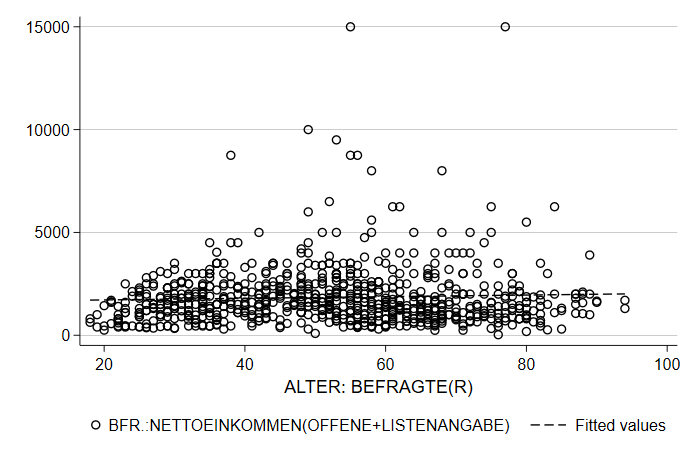 15000
10000
5000
0
20 40 60 80 100
ALTER: BEFRAGTE(R)
BFR.:NETTOEINKOMMEN(OFFENE+LISTENANGABE) Fitted values